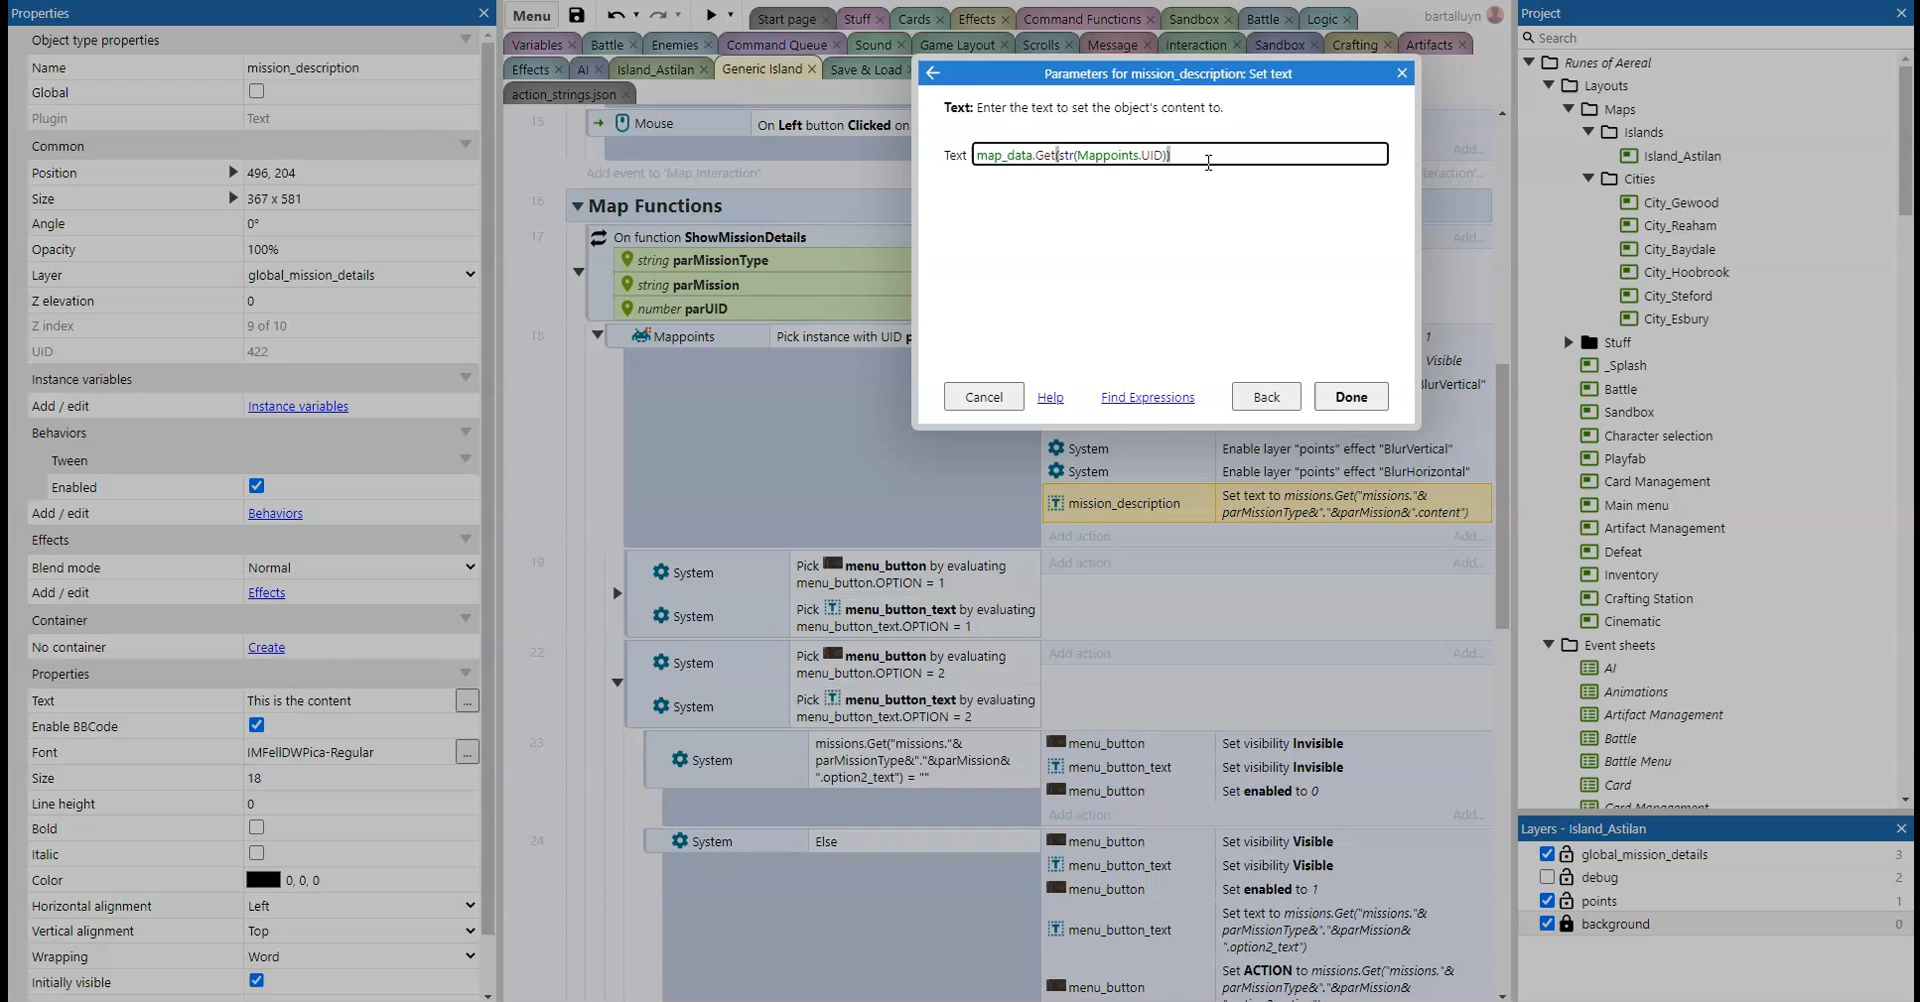 Properties
Object type properties
Name mission_description
Global
Plugin Text
Common
Position 496, 204
Size 367 x 581
Angle 0°
Opacity 100%
Layer global_mission_details
Z elevation 0
Z index 9 of 10
UID 422
Instance variables
Add / edit Instance variables
Behaviors
Tween
Enabled
Add / edit Behaviors
Effects
Blend mode Normal
Add / edit Effects
Container
No container Create
Properties
Text This is the content ...
Enable BBCode
Font IMFellDWPica-Regular ...
Size 18
Line height 0
Bold
Italic
Color 0, 0, 0
Horizontal alignment Left
Vertical alignment Top
Wrapping Word
Initially visible
Menu Start page Stuff Cards Effects Command Functions Sandbox Battle Logic bartalluyn
Variables Battle Enemies Command Queue Sound Game Layout Scrolls Message Interaction Sandbox Crafting Artifacts
Effects AI Island_Astilan Generic Island Save & Load
action_strings.json
15 Mouse On Left button Clicked on Add...
Add event to 'Map.Interaction' nteraction'...
16 Map Functions
17 On function ShowMissionDetails Add...
string parMissionType
string parMission
number parUID
18 Mappoints Pick instance with UID p 1
Visible
BlurVertical"
System Enable layer "points" effect "BlurVertical"
System Enable layer "points" effect "BlurHorizontal"
mission_description Set text to missions.Get("missions."&
parMissionType&"."&parMission&".content")
Add action Add...
19 System Pick menu_button by evaluating
menu_button.OPTION = 1
Add action Add...
System Pick menu_button_text by evaluating
menu_button_text.OPTION = 1
22 System Pick menu_button by evaluating
menu_button.OPTION = 2
Add action Add...
System Pick menu_button_text by evaluating
menu_button_text.OPTION = 2
23 System missions.Get("missions."&
parMissionType&"."&parMission&
".option2_text") = ""
menu_button Set visibility Invisible
menu_button_text Set visibility Invisible
menu_button Set enabled to 0
Add action Add...
24 System Else
menu_button Set visibility Visible
menu_button_text Set visibility Visible
menu_button Set enabled to 1
menu_button_text Set text to missions.Get("missions."&
parMissionType&"."&parMission&
".option2_text")
menu_button Set ACTION to missions.Get("missions."&
parMissionType&"."&parMission&
Parameters for mission_description: Set text
Text: Enter the text to set the object's content to.
Text map_data.Get(str(Mappoints.UID))
Cancel Help Find Expressions Back Done
Project
Search
Runes of Aereal
Layouts
Maps
Islands
Island_Astilan
Cities
City_Gewood
City_Reaham
City_Baydale
City_Hoobrook
City_Steford
City_Esbury
Stuff
_Splash
Battle
Sandbox
Character selection
Playfab
Card Management
Main menu
Artifact Management
Defeat
Inventory
Crafting Station
Cinematic
Event sheets
AI
Animations
Artifact Management
Battle
Battle Menu
Card
Card Management
Layers - Island_Astilan
global_mission_details 3
debug 2
points 1
background 0